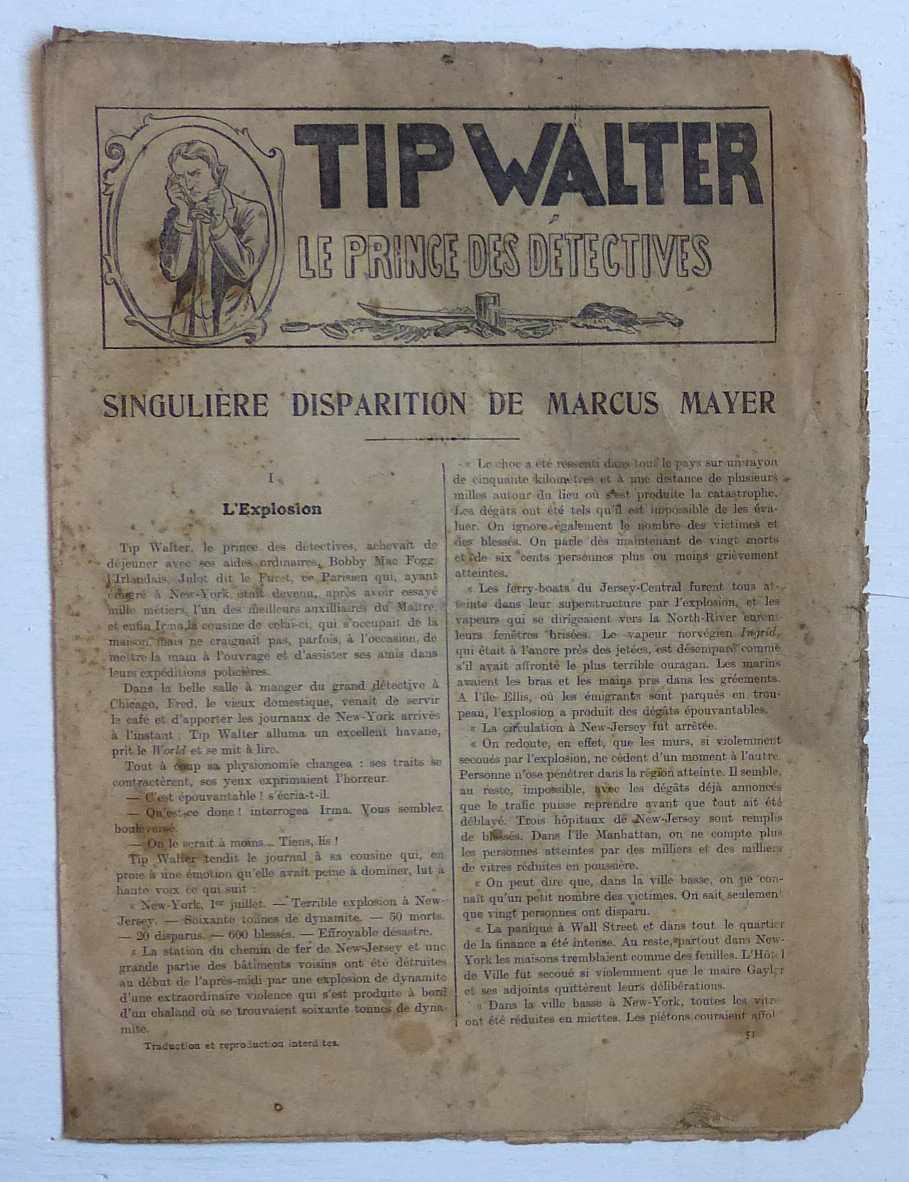 TIP WALTER
LE PRINCE DES DÉTECTIVES
SINGULIÈRE DISPARITION DE MARCUS MAYER
I
L'Explosion
Tip Walter, le prince des détectives, achevait de
déjeuner avec ses aides ordinaires, Bobby Mac Fogg
l'Irlandais, Julot dit le Furet, ce Parisien qui, ayant
émigré à New-York était devenu, après avoir essayé
mille métiers, l'un des meilleurs auxilliaires du Maître,
et enfin Irma, la cousine de celui-ci, qui s'occupait de la
maison, mais ne craignait pas, parfois, à l'occasion, de
mettre la main à l'ouvrage et d'assister ses amis dans
leurs expéditions policières.
Dans la belle salle à manger du grand détective à
Chicago, Fred, le vieux domestique, venait de servir
le café et d'apporter les journaux de New-York arrivés
à l'instant ; Tip Walter alluma un excellent havane,
prit le World et se mit à lire.
Tout à coup sa physionomie changea : ses traits se
contractèrent, ses yeux exprimaient l'horreur.
— C'est épouvantable ! s'écria-t-il.
— Qu'est-ce donc ! interrogea Irma. Vous semblez
bouleversé.
— On le serait à moins... Tiens, lis !
Tip Walter tendit le journal à sa cousine qui, en
proie à une émotion qu'elle avait peine à dominer, lut à
haute voix ce qui suit :
« New-York, 1er juillet. — Terrible explosion à New-
Jersey. — Soixante tonnes de dynamite. — 50 morts.
— 20 disparus. — 600 blessés. — Effroyable désastre.
« La station du chemin de fer de New-Jersey et une
grande partie des bâtiments voisins ont été détruites
au début de l'après-midi par une explosion de dynamite
d'une extraordinaire violence qui s'est produite à bord
d'un chaland où se trouvaient soixante tonnes de dyna-
mite.
Traduction et reproduction interdites.
« Le choc a été ressenti dans tout le pays sur un rayon
de cinquante kilomètres et à une distance de plusieurs
milles autour du lieu où s'est produite la catastrophe.
Les dégâts ont été tels qu'il est impossible de les éva-
luer. On ignore également le nombre des victimes et
des blessés. On parle dès maintenant de vingt morts
et de six cents personnes plus ou moins grièvement
atteintes.
« Les ferry-boats du Jersey-Central furent tous at-
teints dans leur superstructure par l'explosion, et les
vapeurs qui se dirigeaient vers la North-River eurent
leurs fenêtres brisées. Le vapeur norvégien Ingrid,
qui était à l'ancre près des jetées, est désemparé comme
s'il avait affronté le plus terrible ouragan. Les marins
avaient les bras et les mains pris dans les gréements.
A l'île Ellis, où les émigrants sont parqués en trou-
peau, l'explosion a produit des dégâts épouvantables.
« La circulation à New-Jersey fut arrêtée.
« On redoute, en effet, que les murs, si violemment
secoués par l'explosion, ne cèdent d'un moment à l'autre.
Personne n'ose pénétrer dans la région atteinte. Il semble,
au reste, impossible, avec les dégâts déjà annoncés
que le trafic puisse reprendre avant que tout ait été
déblayé. Trois hôpitaux de New-Jersey sont remplis
de blessés. Dans l'île Manhattan, on ne compte plus
les personnes atteintes par des milliers et des milliers
de vitres réduites en poussière.
« On peut dire que, dans la ville basse, on ne con-
naît qu'un petit nombre des victimes. On sait seulement
que vingt personnes ont disparu.
« La panique à Wall Street et dans tout le quartier
de la finance a été intense. Au reste, partout dans New-
York les maisons tremblaient comme des feuilles. L'Hôtel
de Ville fut secoué si violemment que le maire Gaylor
et ses adjoints quittèrent leurs délibérations.
« Dans la ville basse à New-York, toutes les vitre
ont été réduites en miettes. Les piétons couraient affol
51